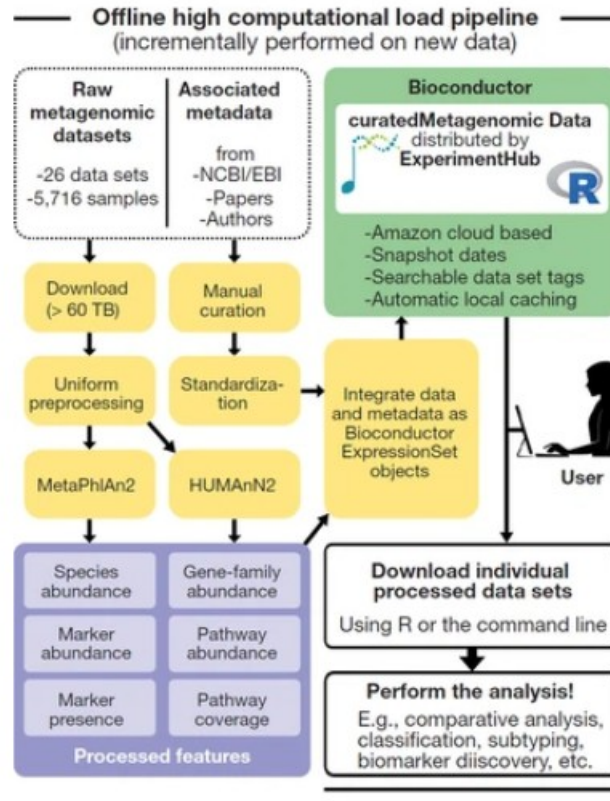 Offline high computational load pipeline
(incrementally performed on new data)
Raw
metagenomic
datasets
-26 data sets
-5,716 samples
Associated
metadata
from
-NCBI/EBI
-Papers
-Authors
Download
(> 60 TB)
Manual
curation
Uniform
preprocessing
Standardiza-
tion
MetaPhlAn2
HUMAnN2
Species
abundance
Gene-family
abundance
Marker
abundance
Pathway
abundance
Marker
presence
Pathway
coverage
Processed features
Integrate data
and metadata as
Bioconductor
ExpressionSet
objects
Bioconductor
curatedMetagenomic Data
distributed by
ExperimentHub
R
-Amazon cloud based
-Snapshot dates
-Searchable data set tags
-Automatic local caching
User
Download individual
processed data sets
Using R or the command line
Perform the analysis!
E.g., comparative analysis,
classification, subtyping,
biomarker diiscovery, etc.